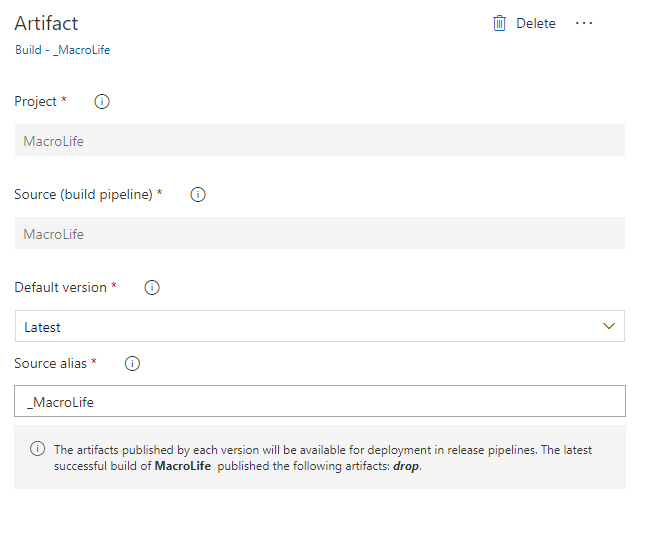 Artifact
Delete ...
Build - _MacroLife
Project *
MacroLife
Source (build pipeline) *
MacroLife
Default version *
Latest
Source alias *
_MacroLife
The artifacts published by each version will be available for deployment in release pipelines. The latest
successful build of MacroLife published the following artifacts: drop.